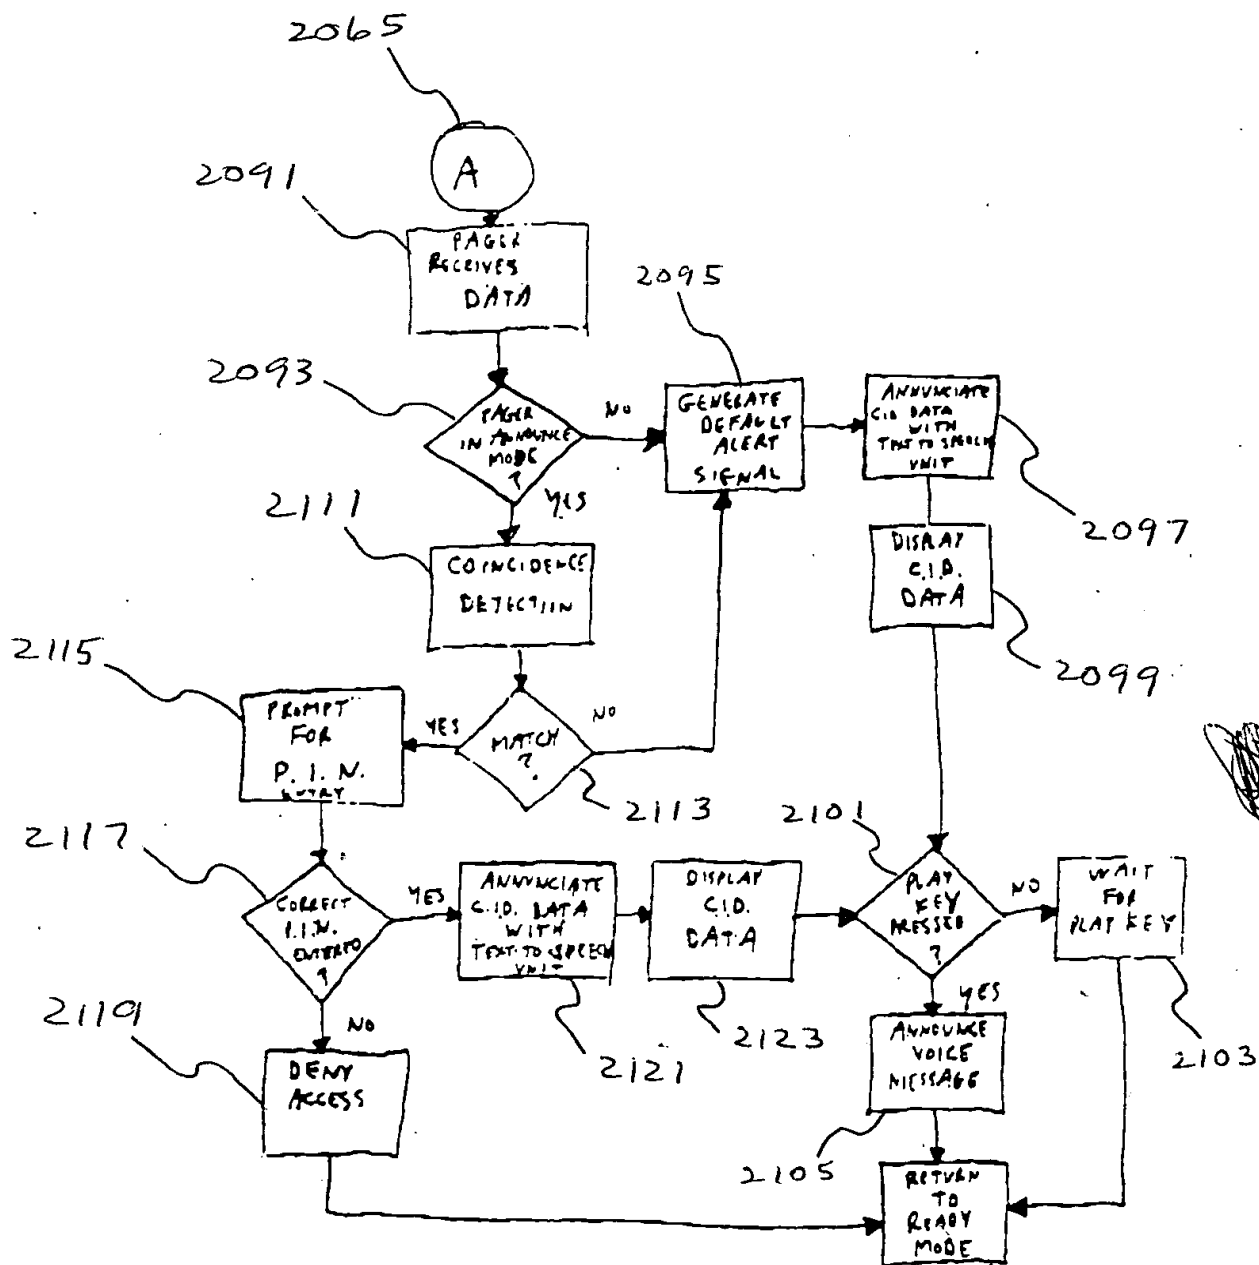 2065
A
2091
PAGER
RECEIVES
DATA
2095
2093
PAGER
IN ANNOUNCE
MODE
?
NO
GENERATE
DEFAULT
ALERT
SIGNAL
ANNUNCIATE
C.I.D. DATA
WITH
TEXT TO SPEECH
UNIT
YES
2111
2097
COINCIDENCE
DETECTION
DISPLAY
C.I.D.
DATA
2099
2115
PROMPT
FOR
P. I. N.
ENTRY
YES
MATCH
?
NO
2113
2101
2117
CORRECT
P.I.N.
ENTERED
?
YES
ANNUNCIATE
C.I.D. DATA
WITH
TEXT-TO-SPEECH
UNIT
DISPLAY
C.I.D.
DATA
PLAY
KEY
PRESSED
?
NO
WAIT
FOR
PLAY KEY
YES
2119
NO
2121
2123
2103
DENY
ACCESS
ANNOUNCE
VOICE
MESSAGE
2105
RETURN
TO
READY
MODE